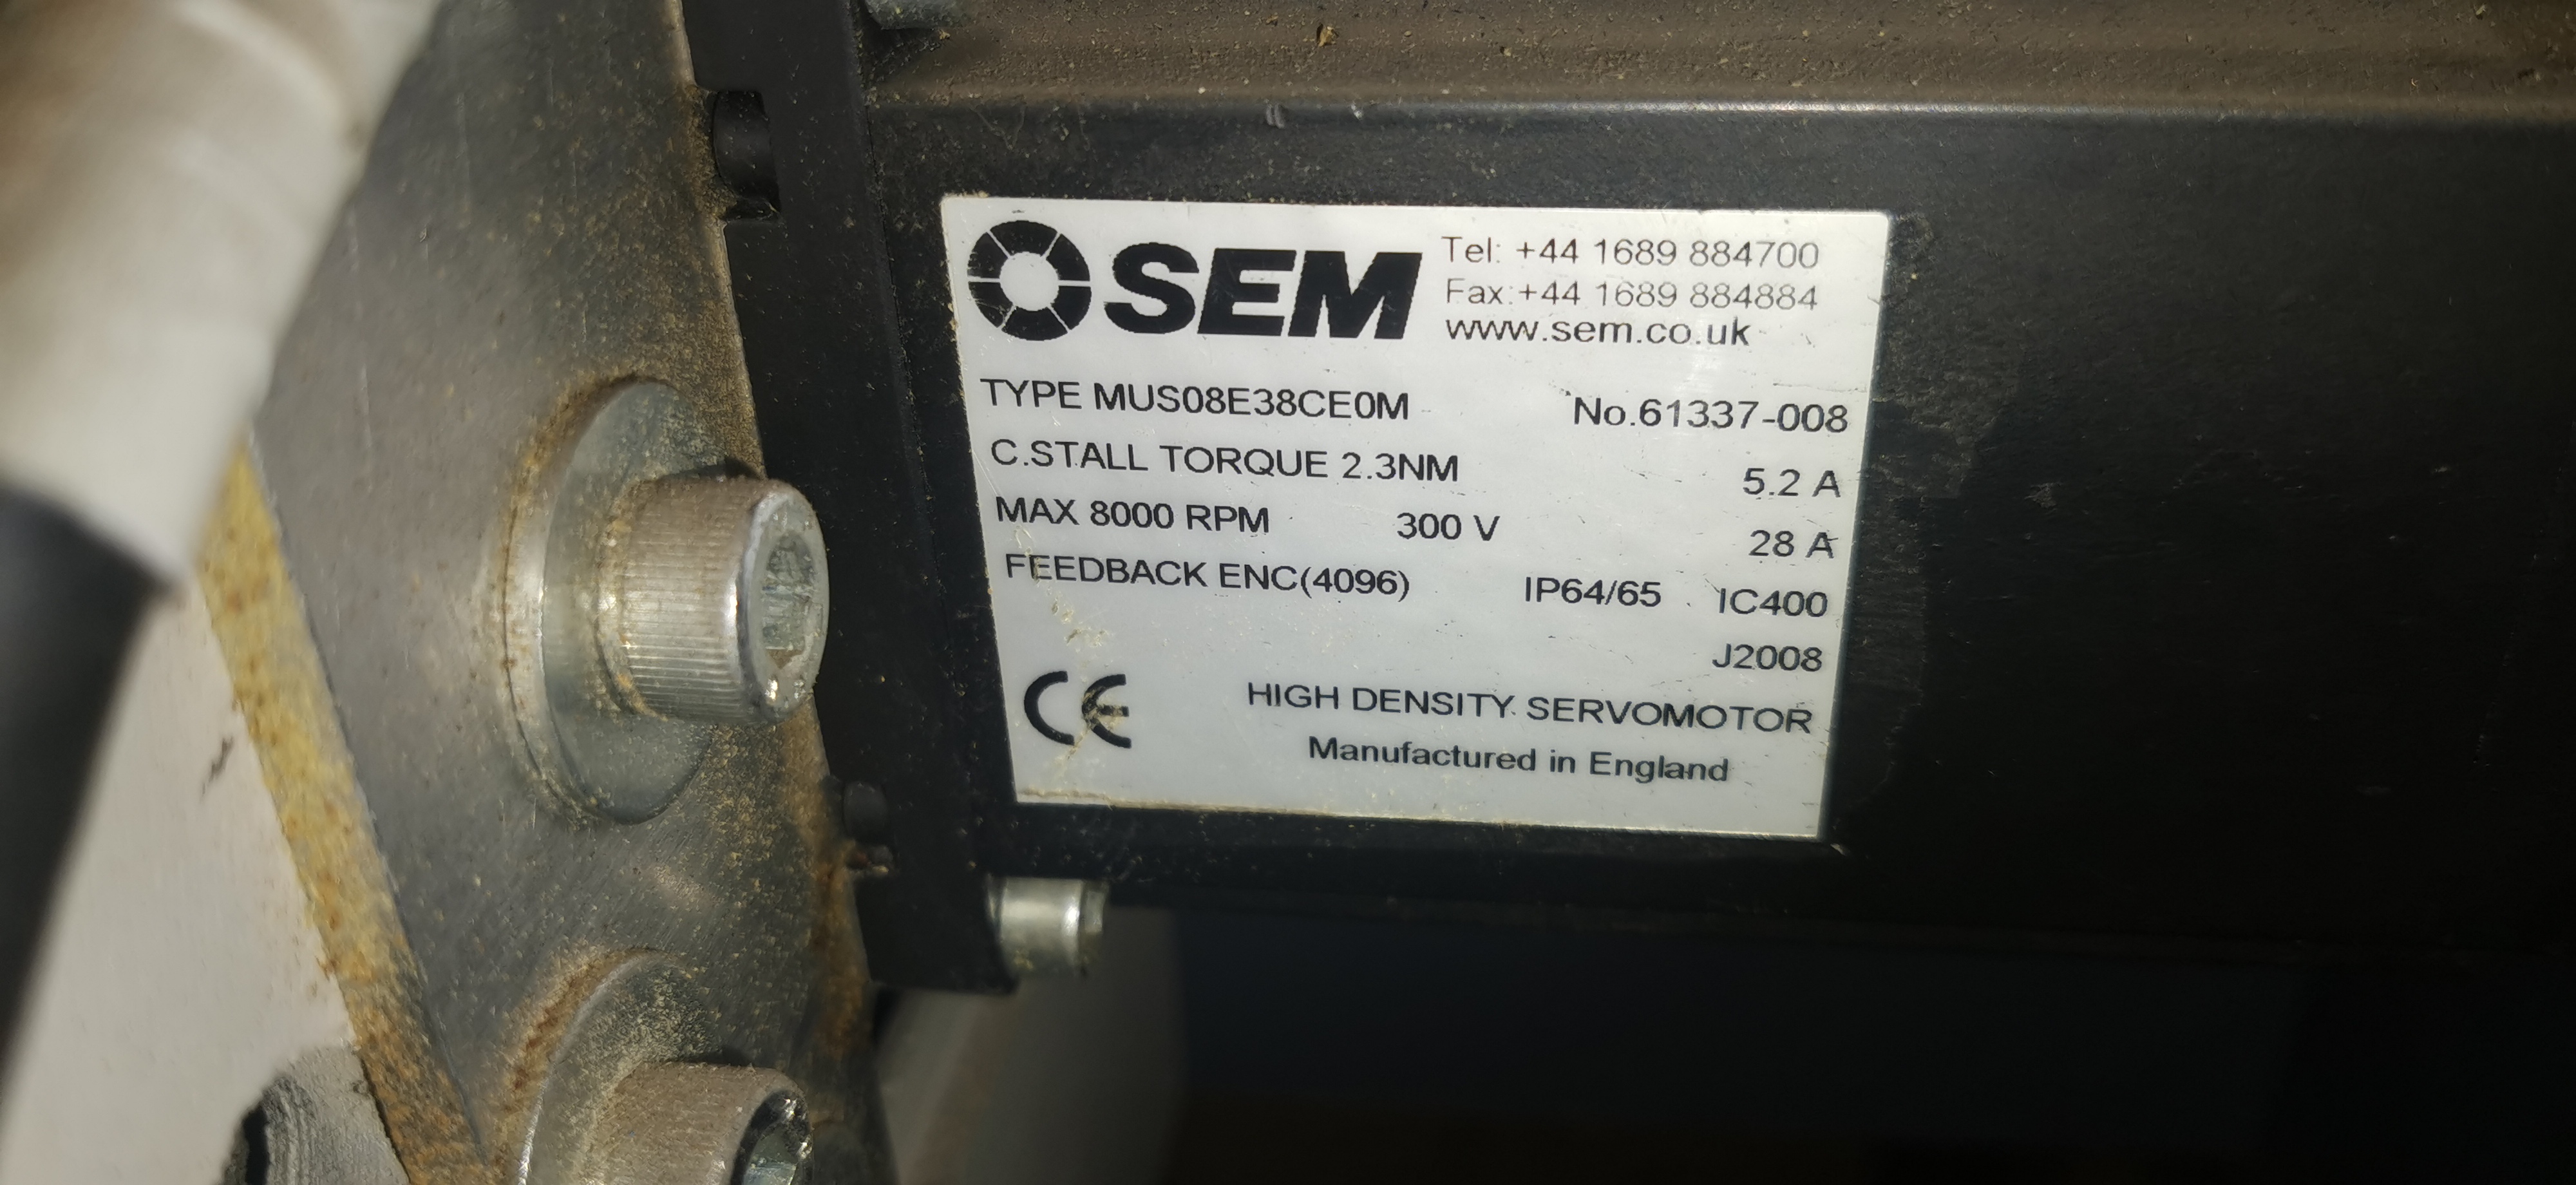 SEM Tel: +44 1689 884700
Fax:+44 1689 884884
www.sem.co.uk
TYPE MUS08E38CE0M No.61337-008
C.STALL TORQUE 2.3NM 5.2 A
MAX 8000 RPM 300 V 28 A
FEEDBACK ENC(4096) IP64/65 IC400
J2008
CE HIGH DENSITY SERVOMOTOR
Manufactured in England